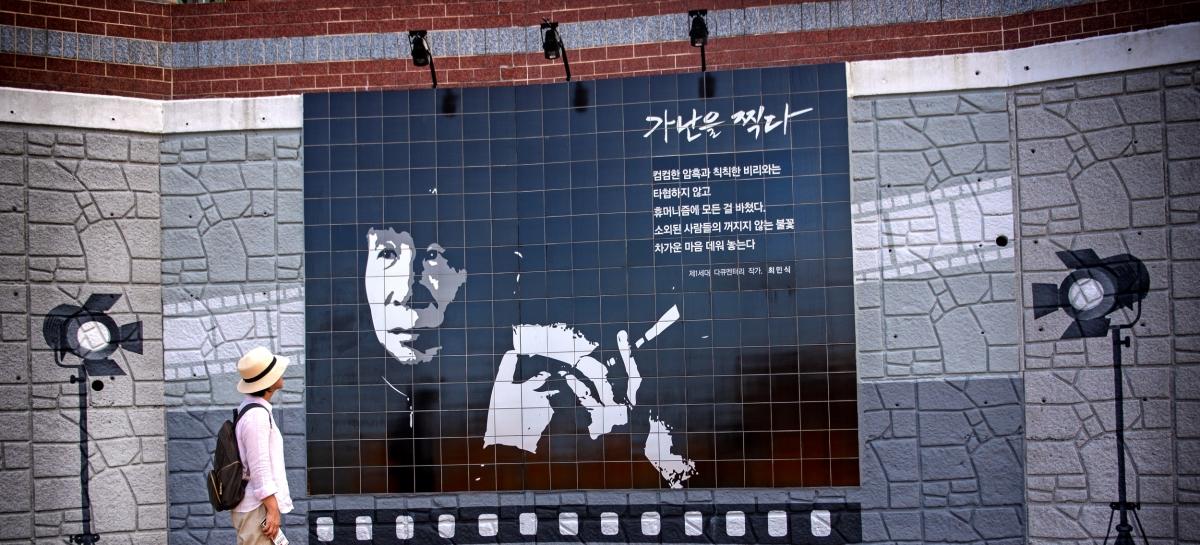 가난을 찍다
컴컴한 암흑과 칙칙한 비리와는
타협하지 않고
휴머니즘에 모든 걸 바쳤다.
소외된 사람들의 꺼지지 않는 불꽃
차가운 마음 데워 놓는다
제1세대 다큐멘터리 작가, 최민식